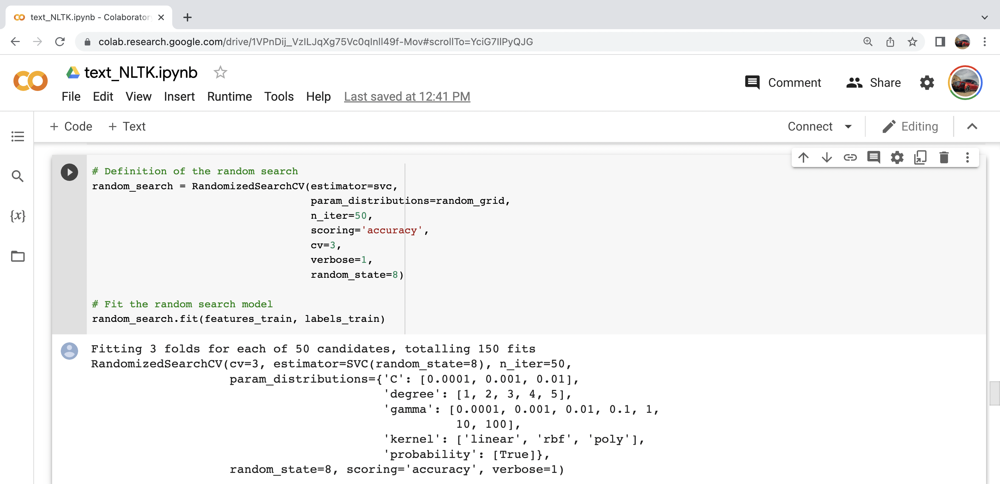 text_NLTK.ipynb - Colaboratory
colab.research.google.com/drive/1VPnDij_VzILJqXg75Vc0qInIl49f-Mov#scrollTo=YciG7IlPyQJG
text_NLTK.ipynb
Comment Share
File Edit View Insert Runtime Tools Help Last saved at 12:41 PM
+ Code + Text Connect Editing
{x}
# Definition of the random search
random_search = RandomizedSearchCV(estimator=svc,
param_distributions=random_grid,
n_iter=50,
scoring='accuracy',
cv=3,
verbose=1,
random_state=8)
# Fit the random search model
random_search.fit(features_train, labels_train)
Fitting 3 folds for each of 50 candidates, totalling 150 fits
RandomizedSearchCV(cv=3, estimator=SVC(random_state=8), n_iter=50,
param_distributions={'C': [0.0001, 0.001, 0.01],
'degree': [1, 2, 3, 4, 5],
'gamma': [0.0001, 0.001, 0.01, 0.1, 1,
10, 100],
'kernel': ['linear', 'rbf', 'poly'],
'probability': [True]},
random_state=8, scoring='accuracy', verbose=1)